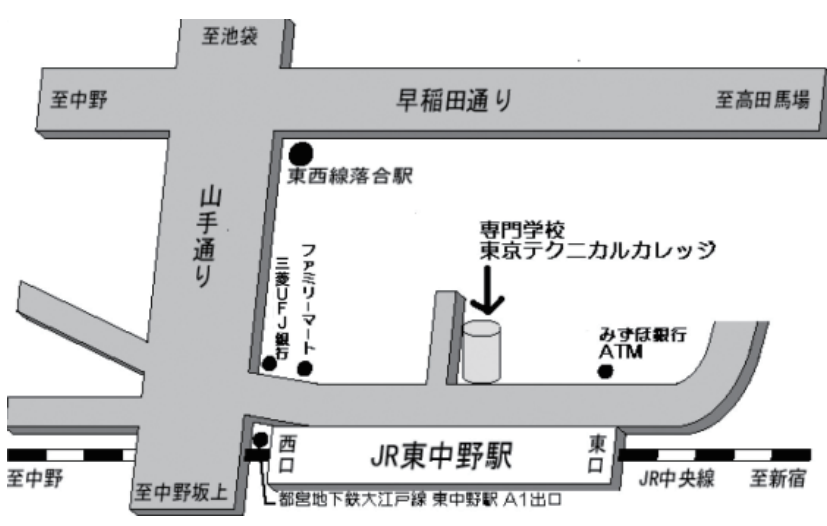 至池袋
至中野
早稲田通り
至高田馬場
東西線落合駅
山手通り
専門学校
東京テクニカルカレッジ
ファミリーマート
三菱UFJ銀行
みずほ銀行
ATM
西口
JR東中野駅
東口
至中野
JR中央線
至新宿
至中野坂上
都営地下鉄大江戸線 東中野駅 A1出口